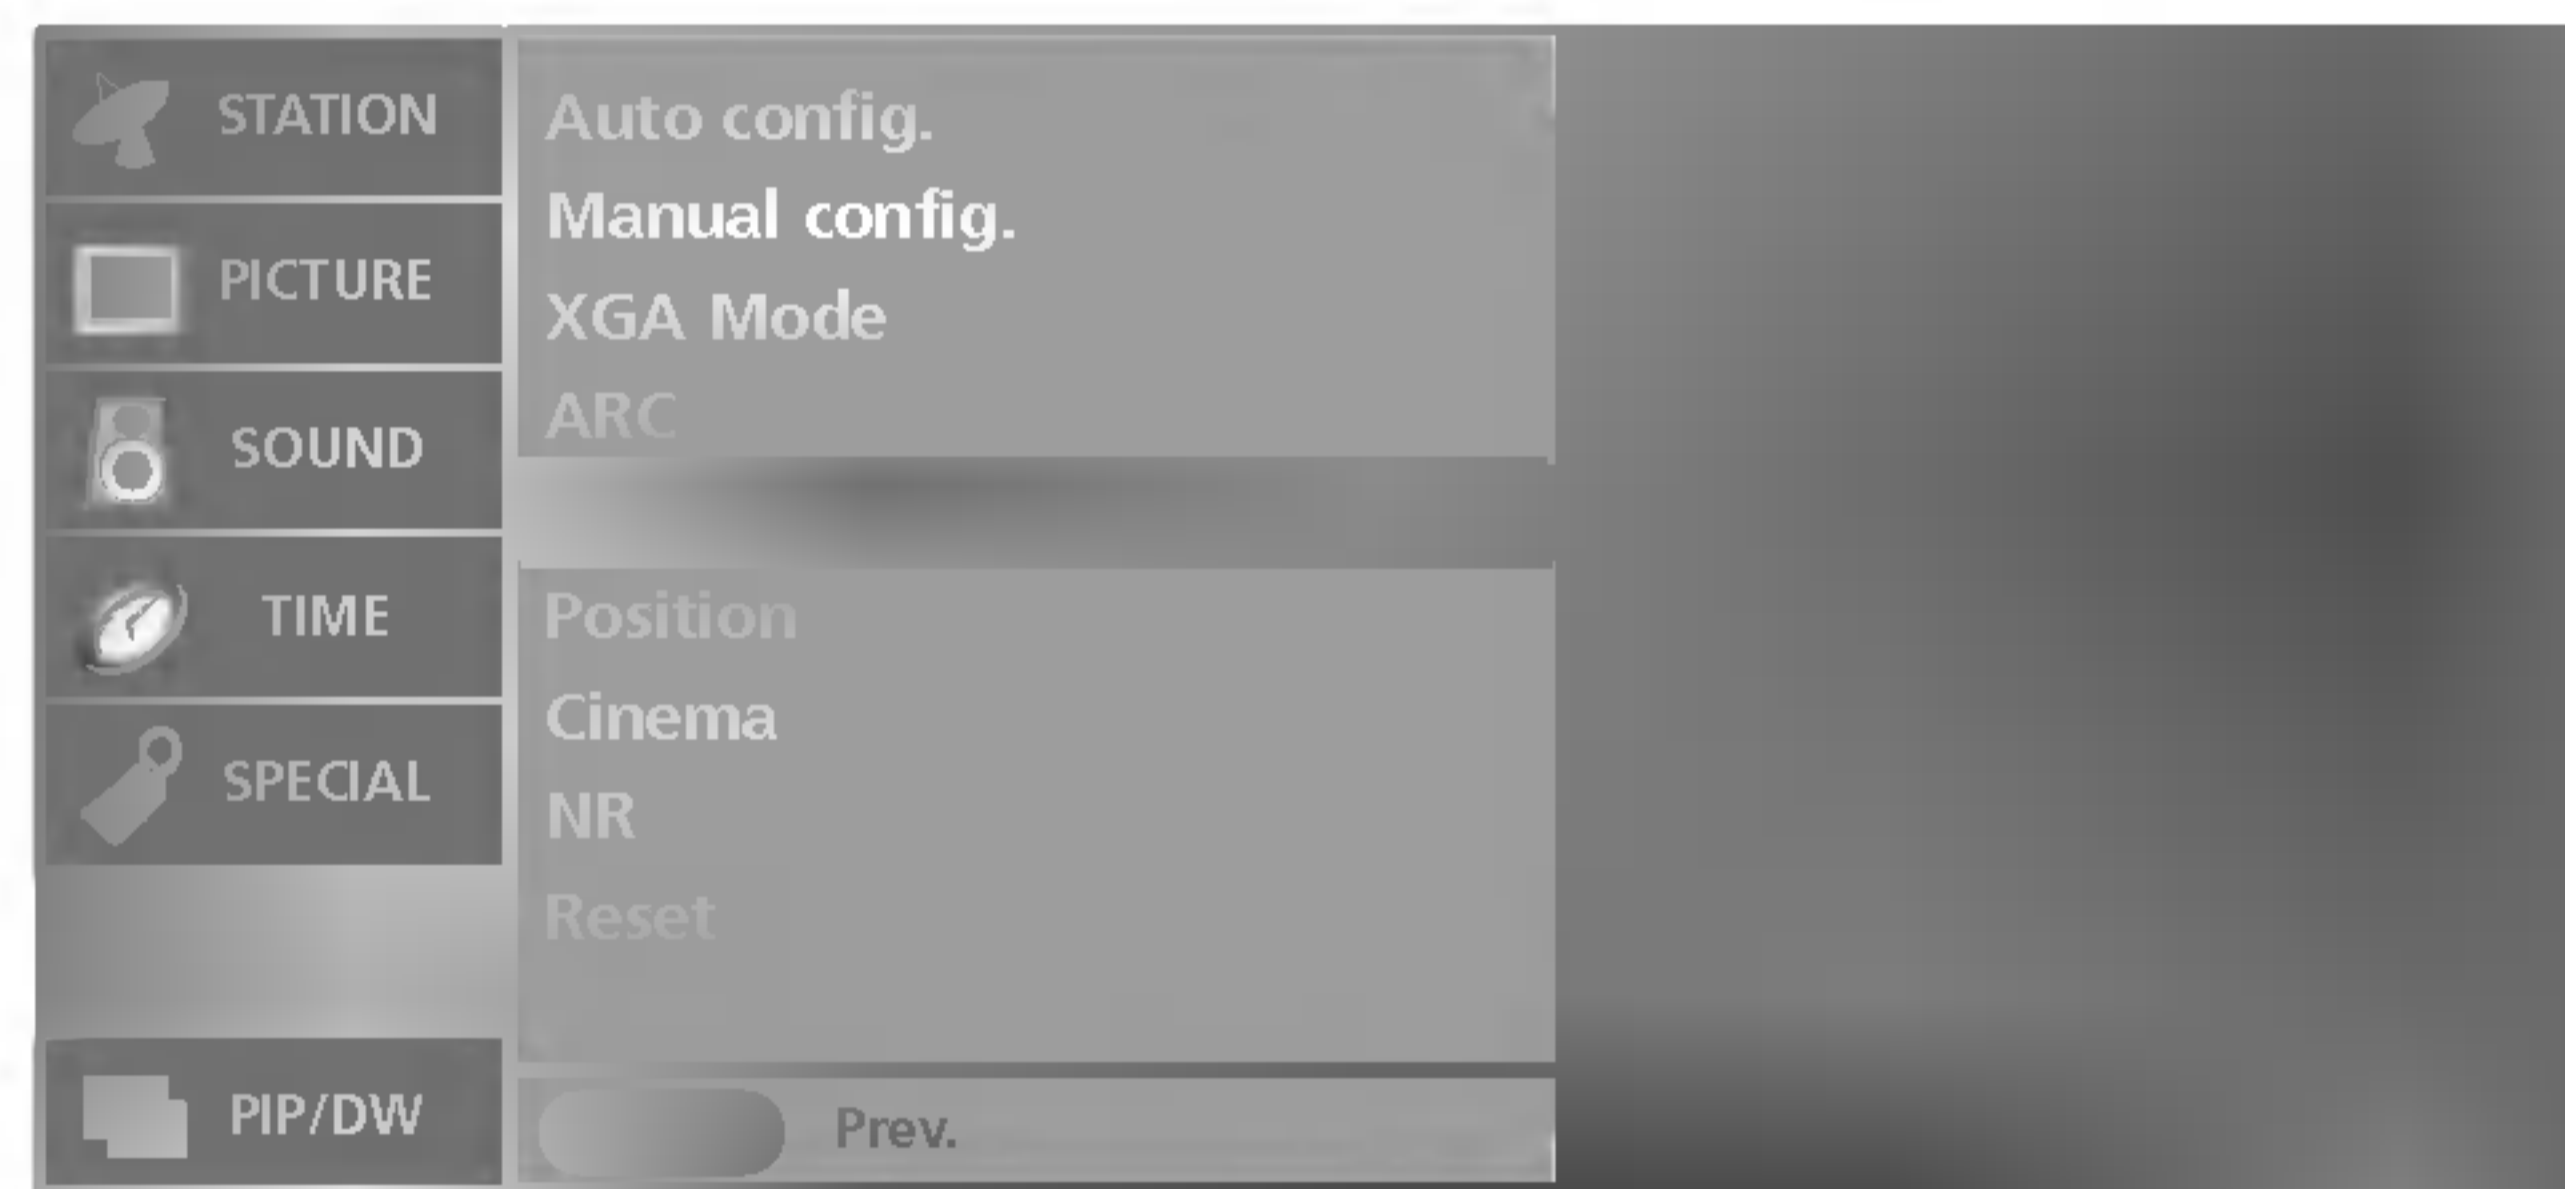 STATION
PICTURE
SOUND
TIME
SPECIAL
PIP/DW
Auto config.
Manual config.
XGA Mode
ARC
Position
Cinema
NR
Reset
Prev.